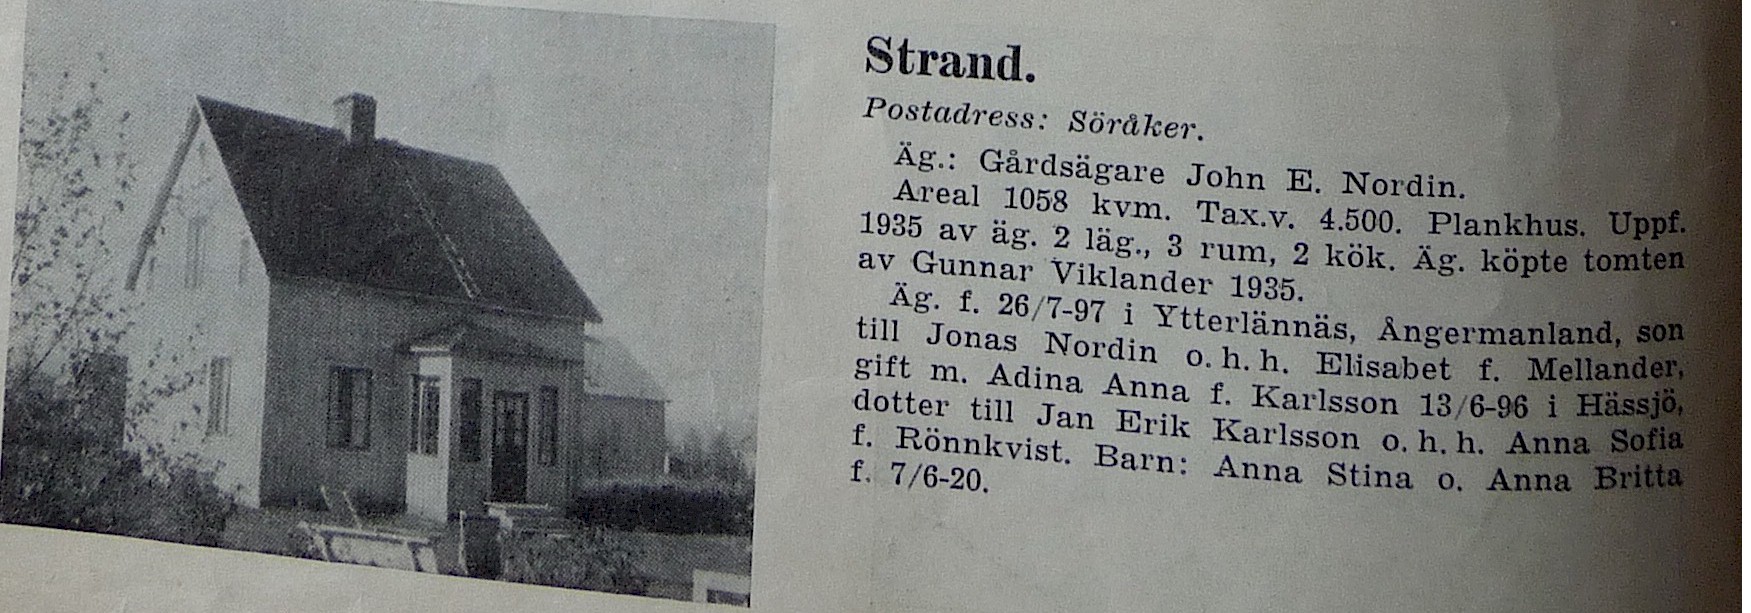 Strand.
Postadress: Söråker.
Äg.: Gårdsägare John E. Nordin.
Areal 1058 kvm. Tax.v. 4.500. Plankhus. Uppf.
1935 av äg. 2 läg., 3 rum, 2 kök. Äg. köpte tomten
av Gunnar Viklander 1935.
Äg. f. 26/7-97 i Ytterlännäs, Ångermanland, son
till Jonas Nordin o. h. h. Elisabet f. Mellander,
gift m. Adina Anna f. Karlsson 13/6-96 i Hässjö,
dotter till Jan Erik Karlsson o. h. h. Anna Sofia
f. Rönnkvist. Barn: Anna Stina o. Anna Britta
f. 7/6-20.